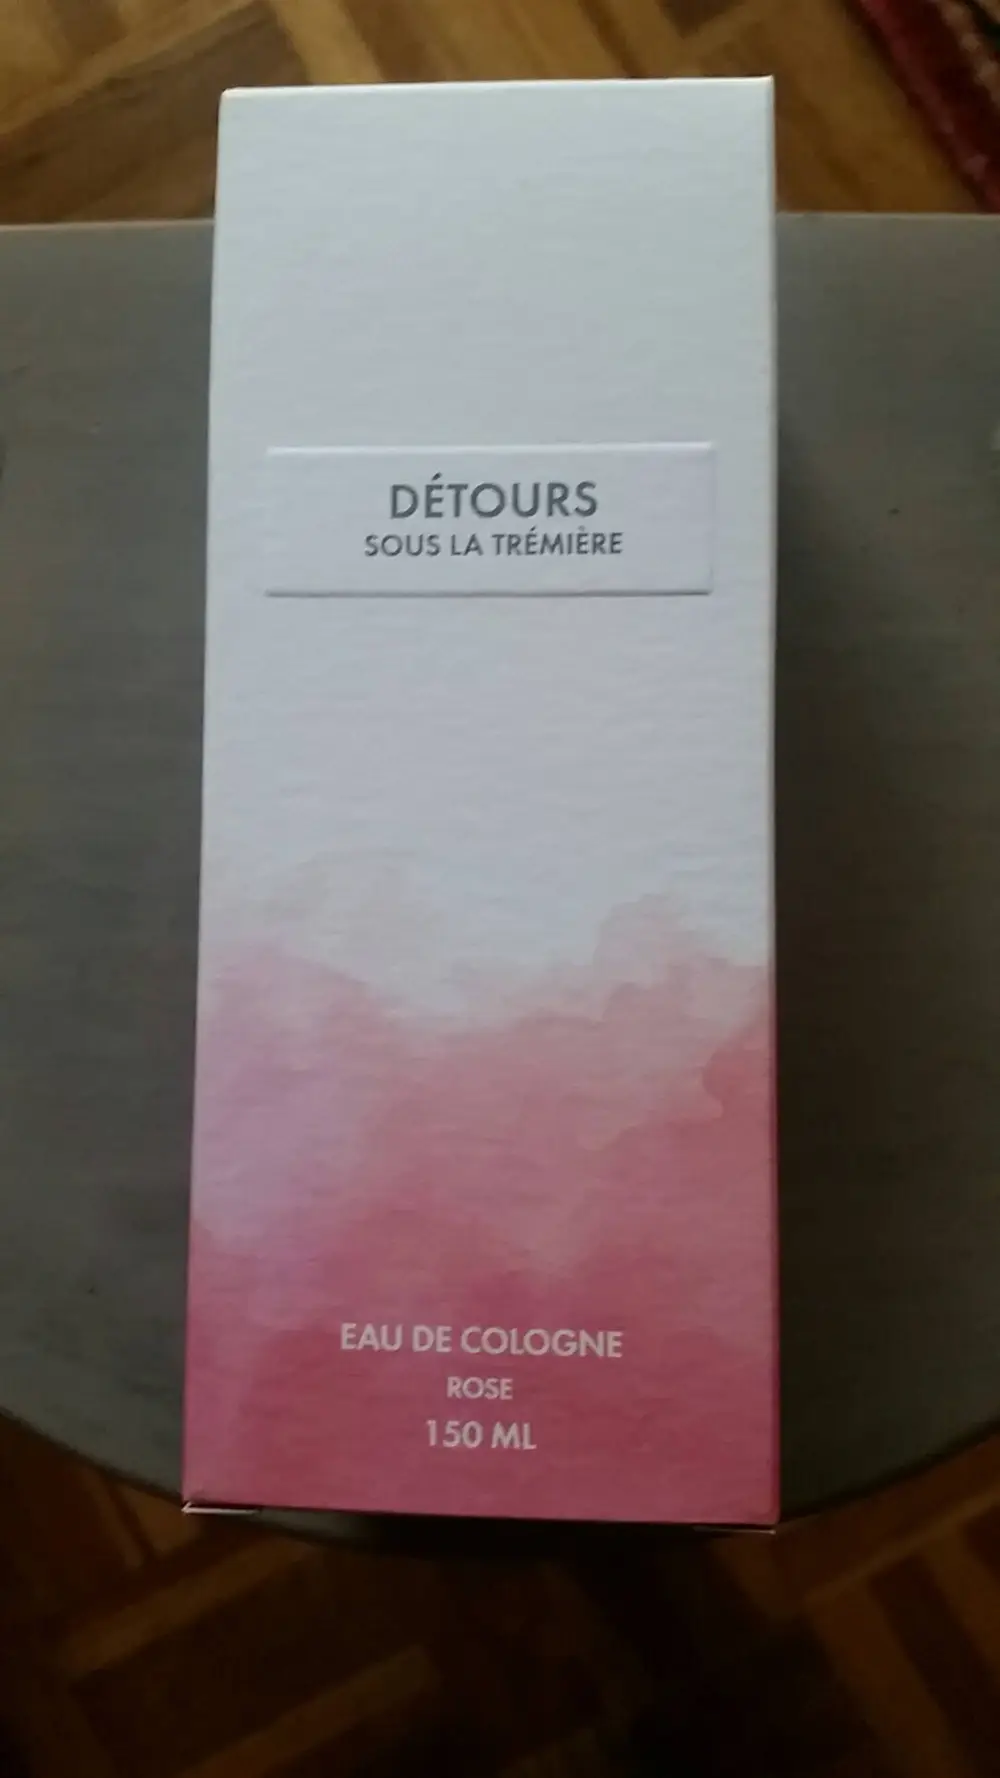 DÉTOURS
SOUS LA TRÉMIÈRE
EAU DE COLOGNE
ROSE
150 ML